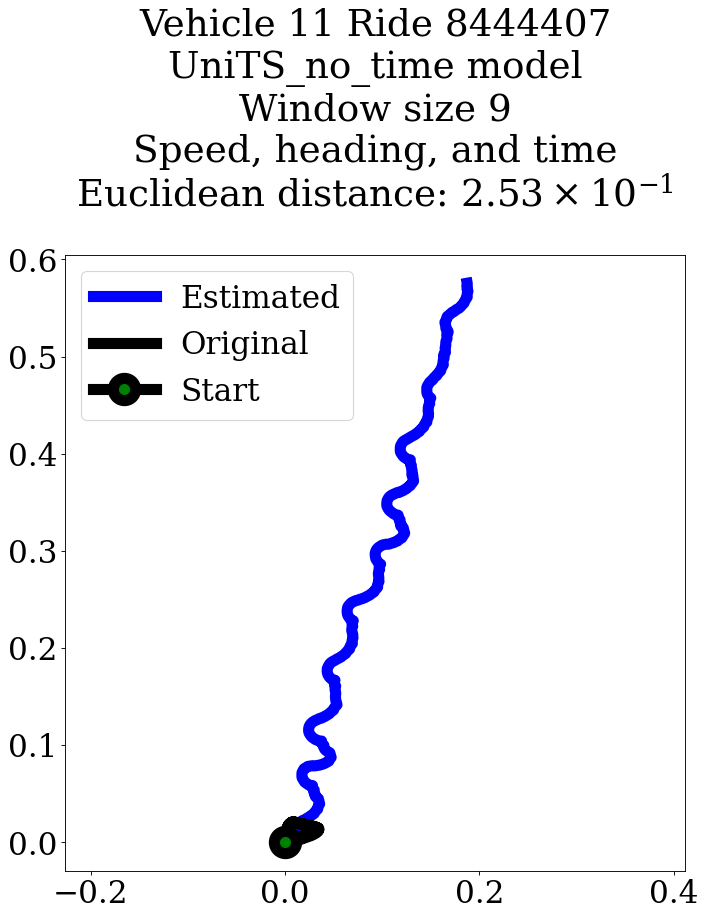 Vehicle 11 Ride 8444407
UniTS_no_time model
Window size 9
Speed, heading, and time
Euclidean distance: 2.53 × 10⁻¹
Estimated
Original
Start
0.6
0.5
0.4
0.3
0.2
0.1
0.0
−0.2 0.0 0.2 0.4